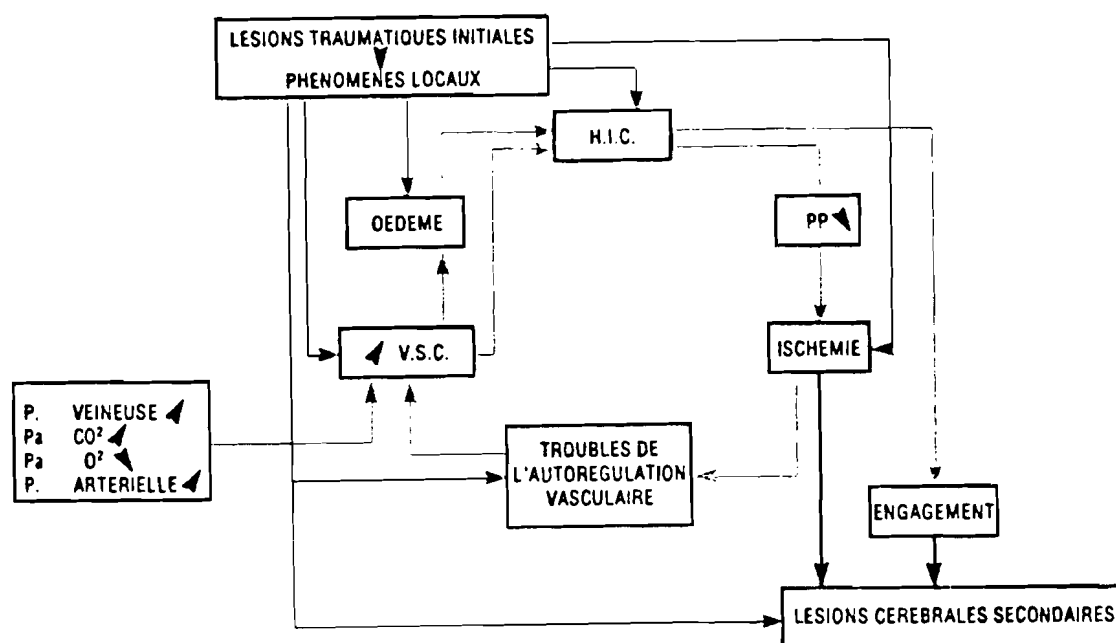 LESIONS TRAUMATIQUES INITIALES
PHENOMENES LOCAUX
H.I.C.
OEDEME
PP
V.S.C.
ISCHEMIE
P. VEINEUSE
Pa CO²
Pa O²
P. ARTERIELLE
TROUBLES DE
L'AUTOREGULATION
VASCULAIRE
ENGAGEMENT
LESIONS CEREBRALES SECONDAIRES